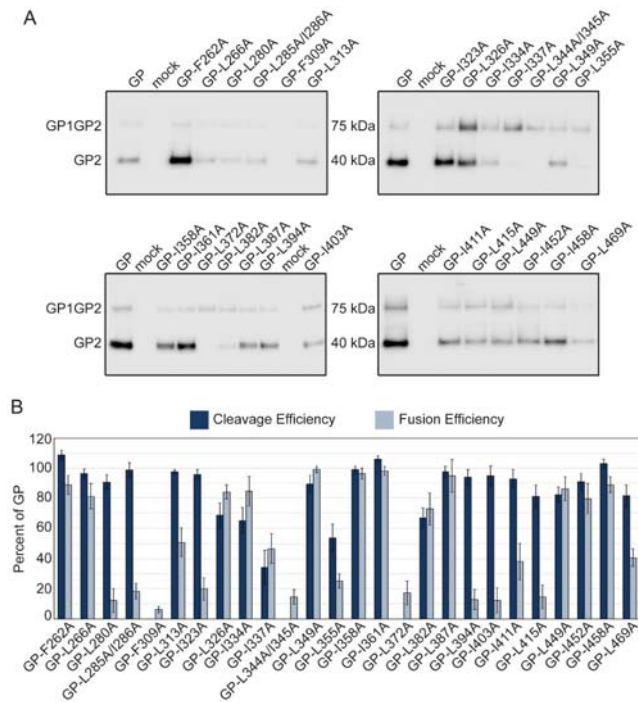 A
GP mock GP-F262A GP-L266A GP-L280A GP-L285A/I286A GP-F309A GP-L313A
GP mock GP-I323A GP-L326A GP-I334A GP-I337A GP-L344A/I345A GP-L349A GP-L355A
GP1GP2 75 kDa
GP2 40 kDa
GP mock GP-I358A GP-I361A GP-L372A GP-L382A GP-L387A GP-L394A mock GP-I403A
GP mock GP-I411A GP-L415A GP-L449A GP-I452A GP-I458A GP-L469A
GP1GP2 75 kDa
GP2 40 kDa
B
Cleavage Efficiency Fusion Efficiency
Percent of GP
120
100
80
60
40
20
0
GP-F262A GP-L266A GP-L280A GP-L285A/I286A GP-F309A GP-L313A GP-I323A GP-L326A GP-I334A GP-I337A GP-L344A/I345A GP-L349A GP-L355A GP-I358A GP-I361A GP-L372A GP-L382A GP-L387A GP-L394A GP-I403A GP-I411A GP-L415A GP-L449A GP-I452A GP-I458A GP-L469A